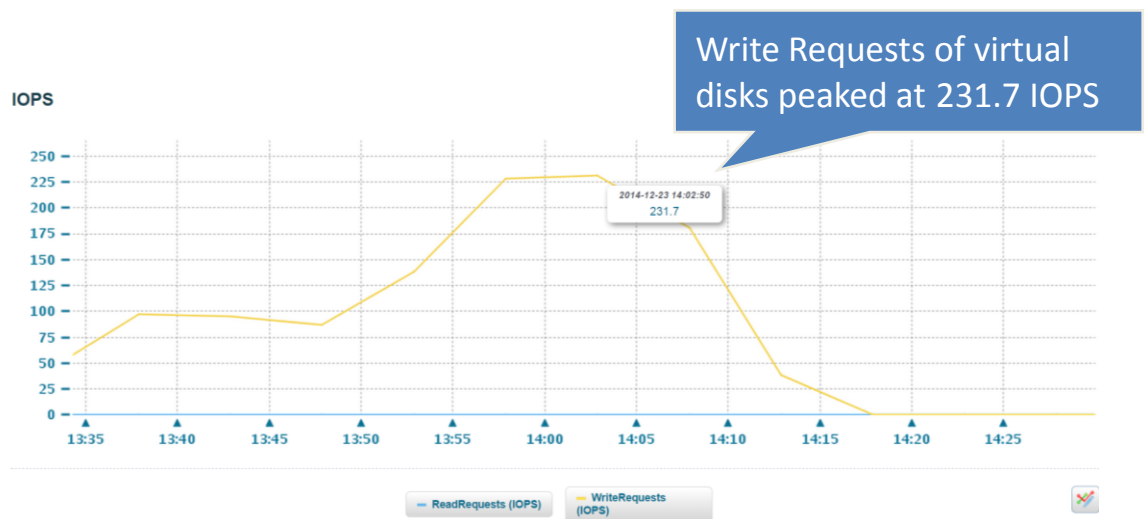 Write Requests of virtual
disks peaked at 231.7 IOPS
IOPS
250
225
200
175
150
125
100
75
50
25
0
2014-12-23 14:02:50
231.7
13:35 13:40 13:45 13:50 13:55 14:00 14:05 14:10 14:15 14:20 14:25
ReadRequests (IOPS)
WriteRequests
(IOPS)